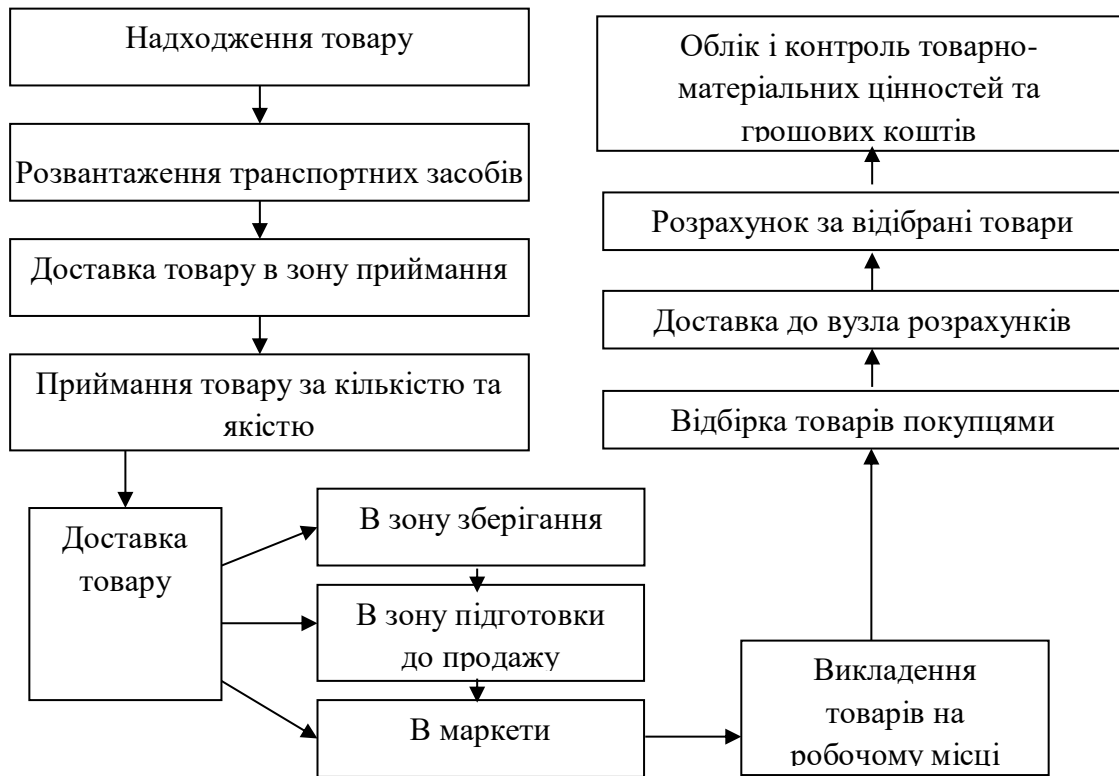 Надходження товару
Розвантаження транспортних засобів
Доставка товару в зону приймання
Приймання товару за кількістю та
якістю
Доставка
товару
В зону зберігання
В зону підготовки
до продажу
В маркети
Викладення
товарів на
робочому місці
Відбірка товарів покупцями
Доставка до вузла розрахунків
Розрахунок за відібрані товари
Облік і контроль товарно-
матеріальних цінностей та
грошових коштів